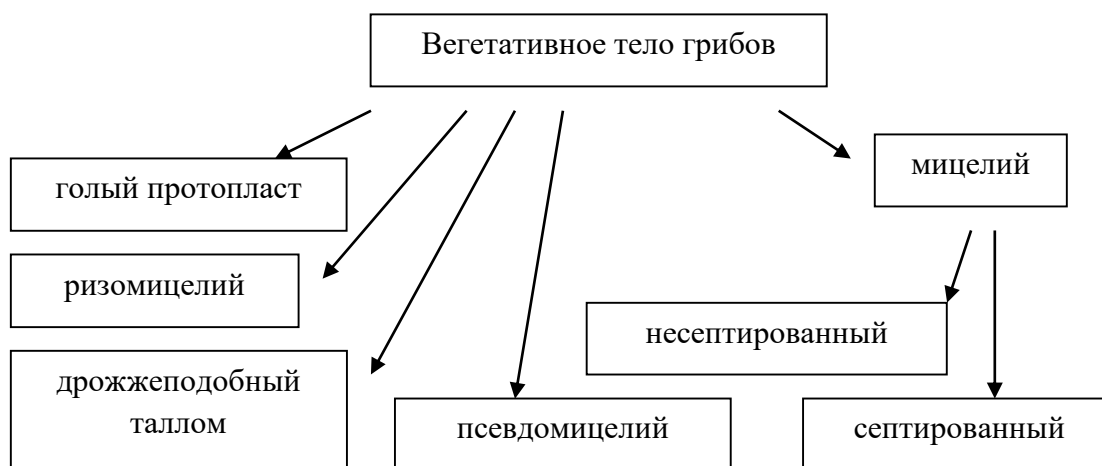 Вегетативное тело грибов
голый протопласт
мицелий
ризомицелий
несептированный
дрожжеподобный
таллом
псевдомицелий
септированный